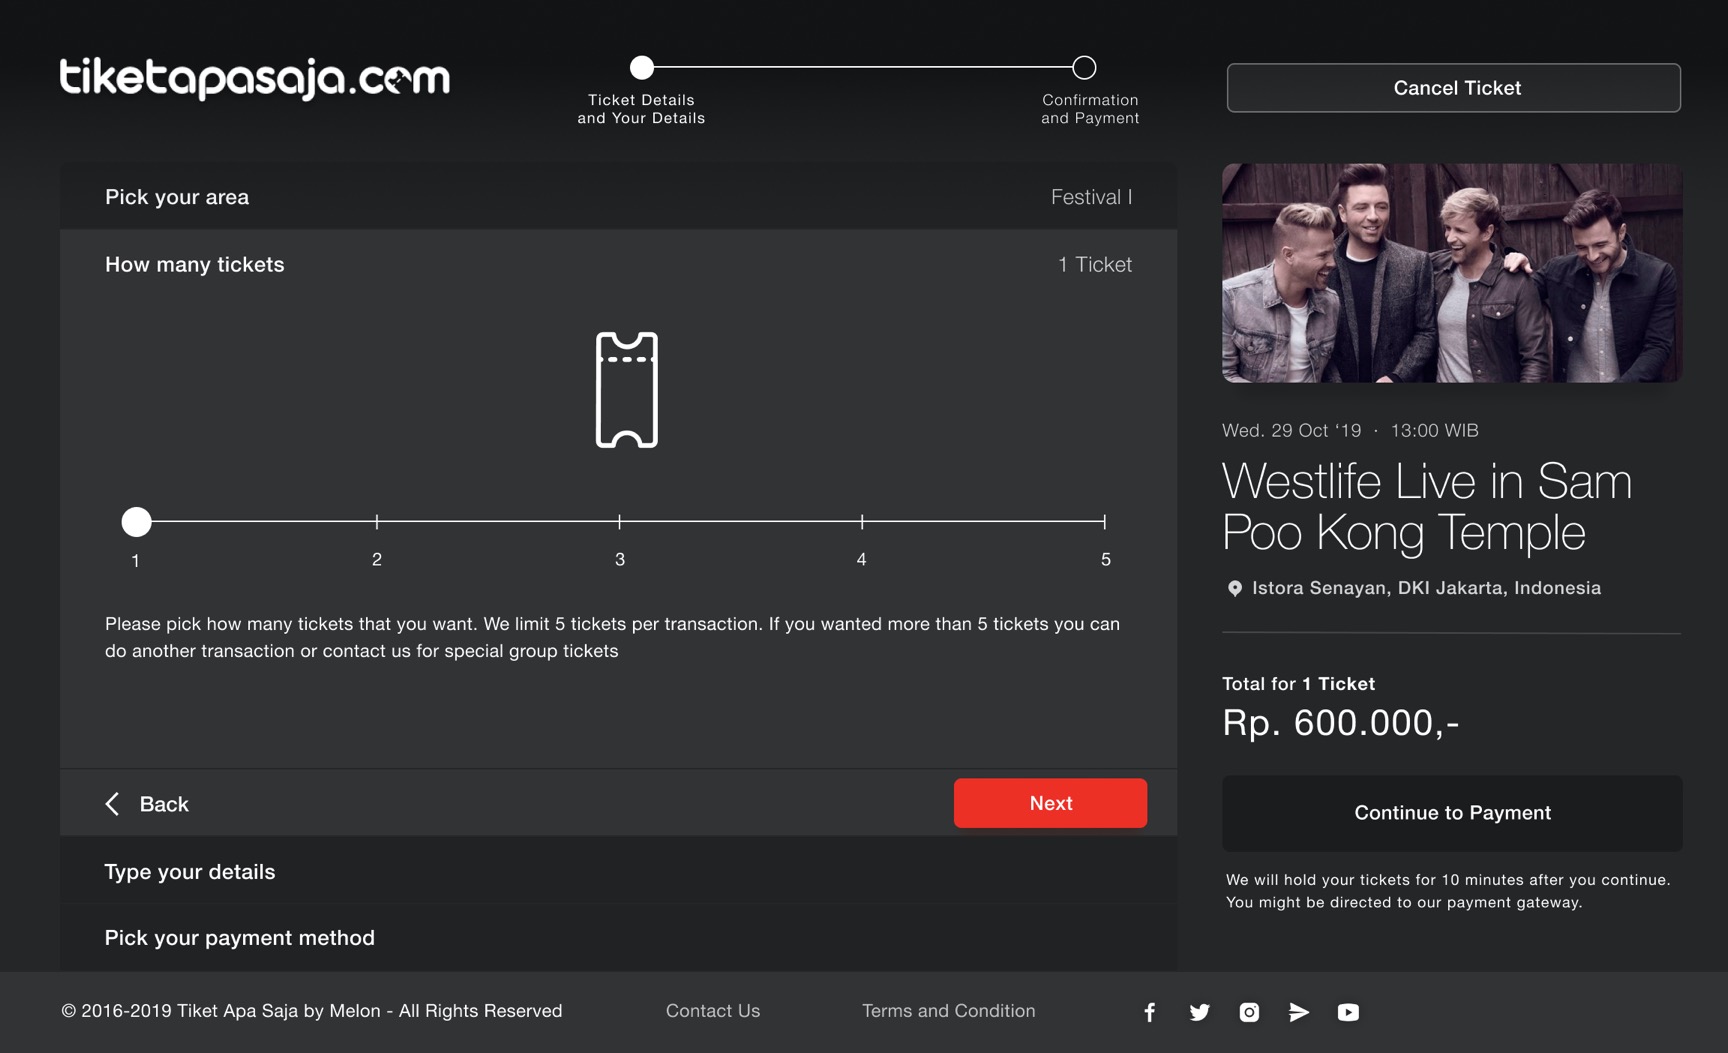 tiketapasaja.com
Ticket Details
and Your Details
Confirmation
and Payment
Cancel Ticket
Pick your area
Festival I
How many tickets
1 Ticket
1
2
3
4
5
Please pick how many tickets that you want. We limit 5 tickets per transaction. If you wanted more than 5 tickets you can
do another transaction or contact us for special group tickets
Back
Next
Type your details
Pick your payment method
Wed. 29 Oct ‘19 · 13:00 WIB
Westlife Live in Sam
Poo Kong Temple
Istora Senayan, DKI Jakarta, Indonesia
Total for 1 Ticket
Rp. 600.000,-
Continue to Payment
We will hold your tickets for 10 minutes after you continue.
You might be directed to our payment gateway.
© 2016-2019 Tiket Apa Saja by Melon - All Rights Reserved
Contact Us
Terms and Condition